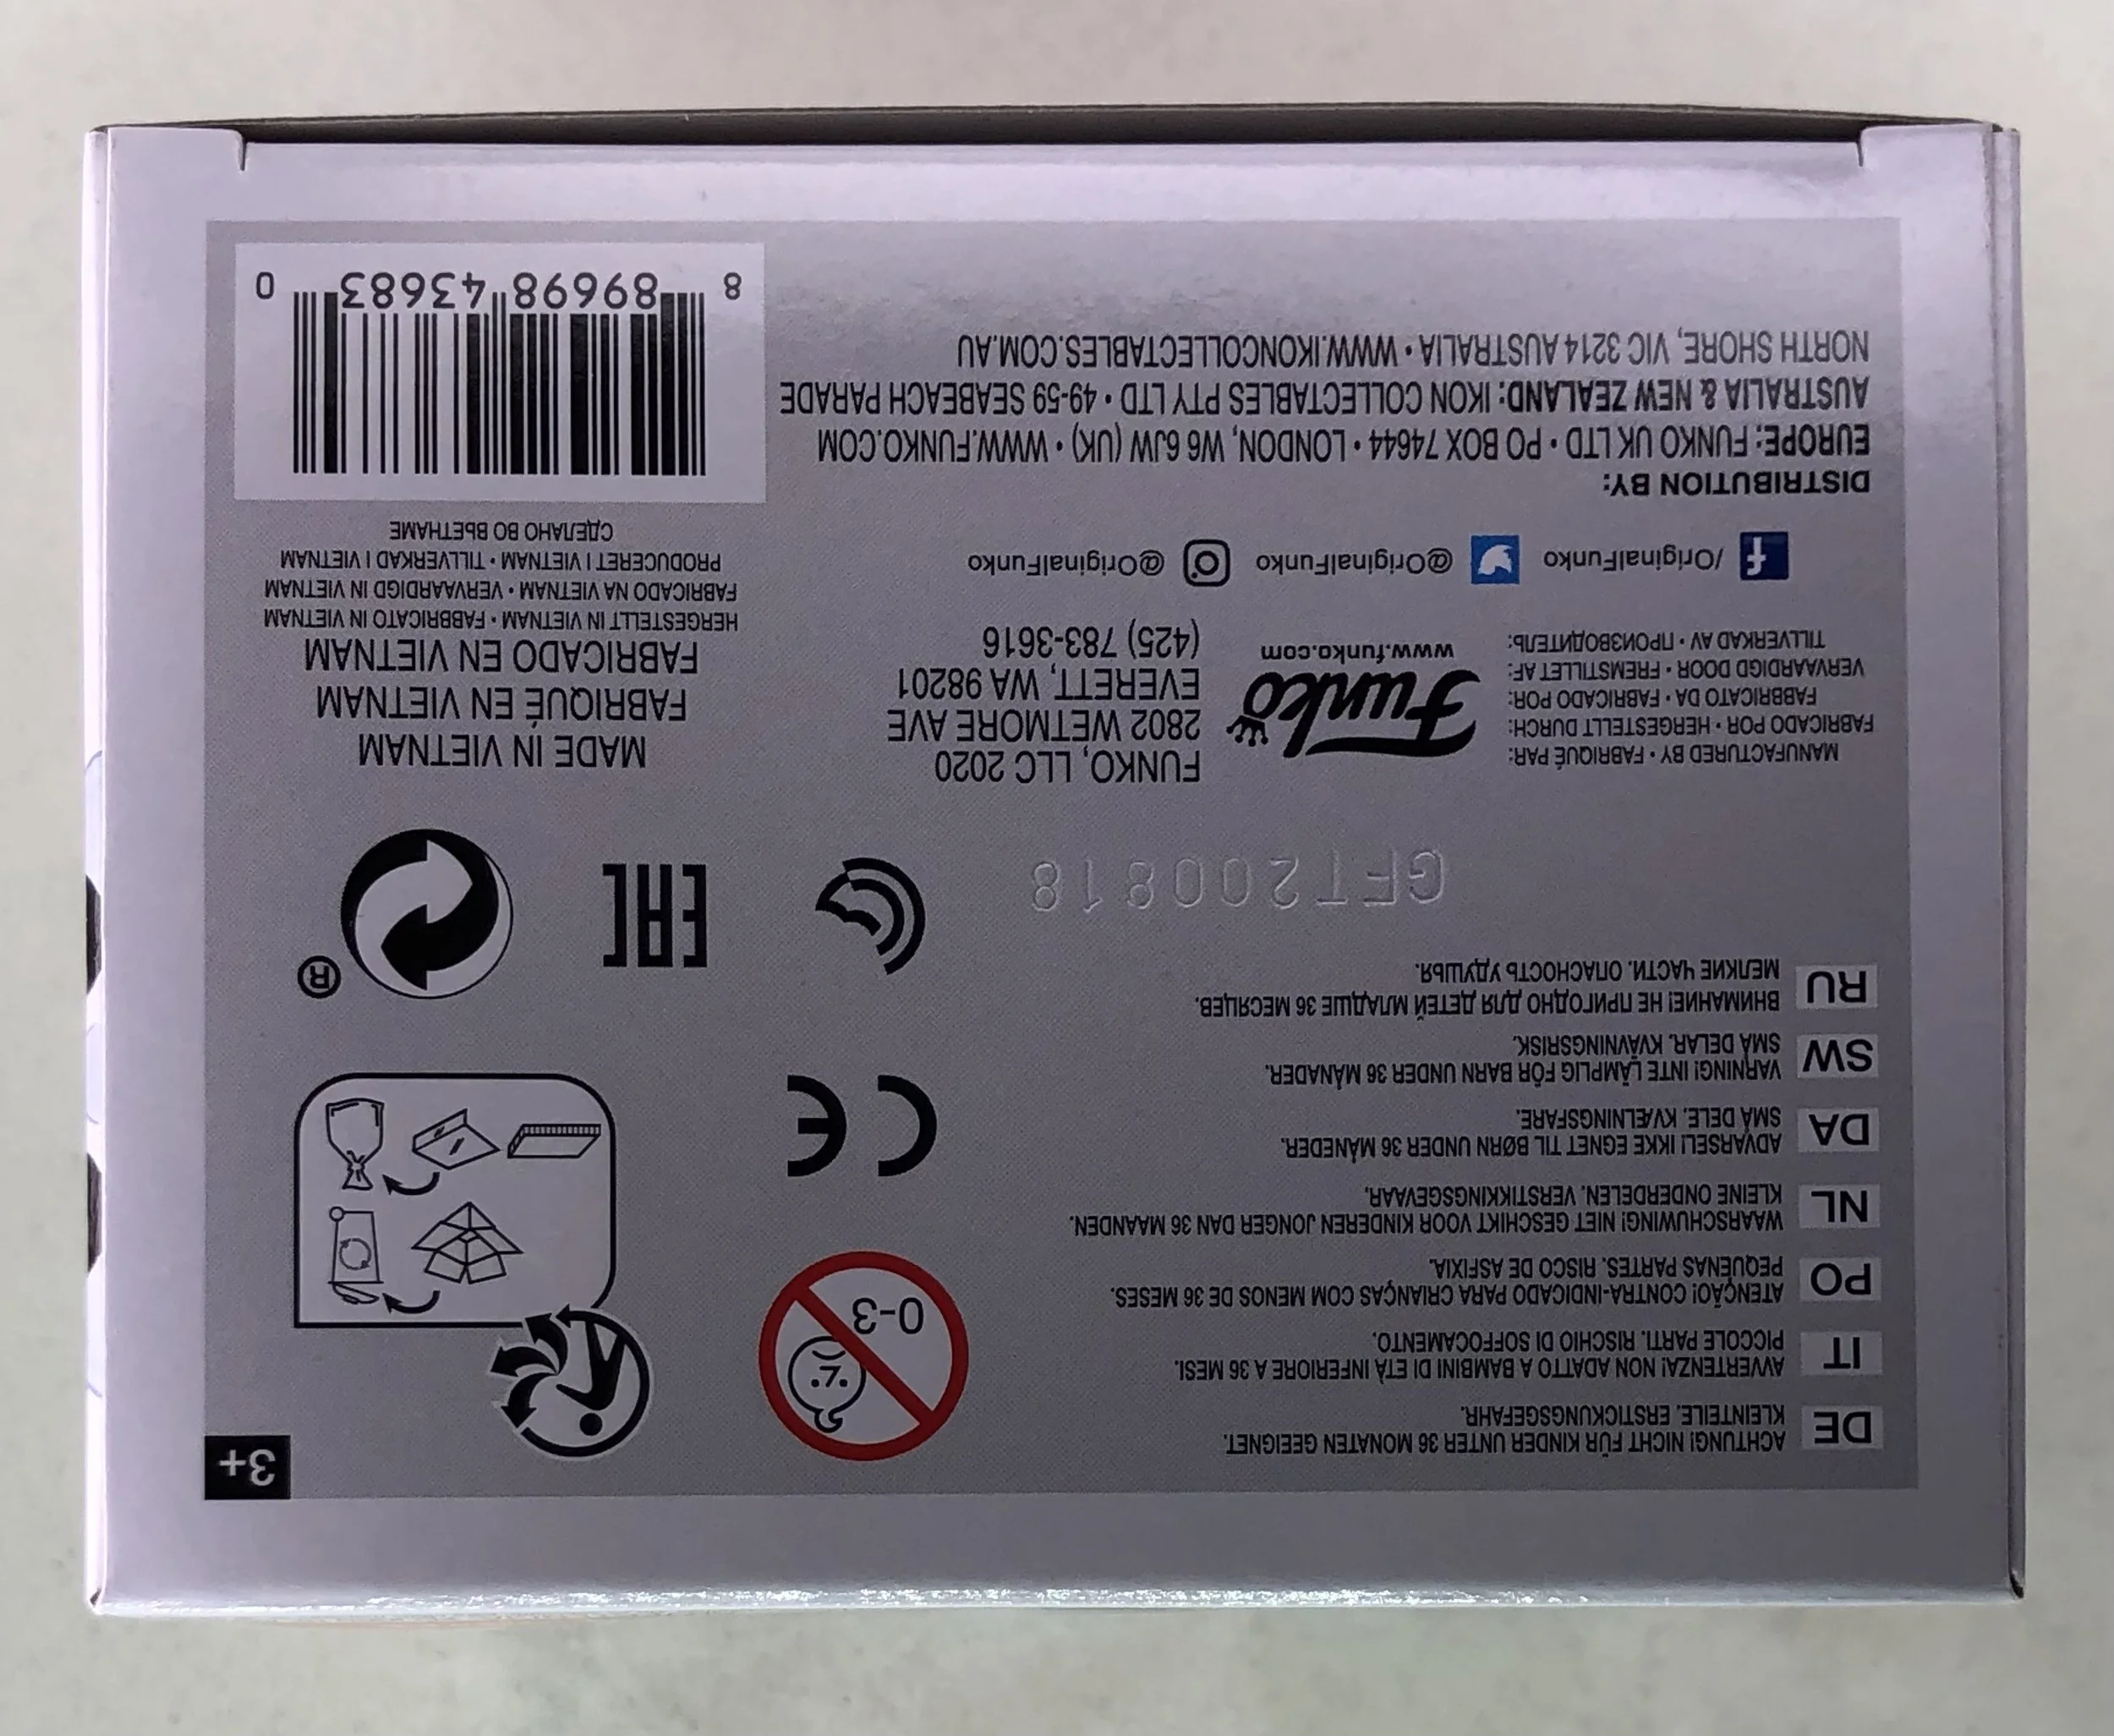 3+
DE
ACHTUNG! NICHT FÜR KINDER UNTER 36 MONATEN GEEIGNET.
KLEINTEILE. ERSTICKUNGSGEFAHR.
IT
AVVERTENZA! NON ADATTO A BAMBINI DI ETÀ INFERIORE A 36 MESI.
PICCOLE PARTI. RISCHIO DI SOFFOCAMENTO.
PO
ATENÇÃO! CONTRA-INDICADO PARA CRIANÇAS COM MENOS DE 36 MESES.
PEQUENAS PARTES. RISCO DE ASFIXIA.
NL
WAARSCHUWING! NIET GESCHIKT VOOR KINDEREN JONGER DAN 36 MAANDEN.
KLEINE ONDERDELEN. VERSTIKKINGSGEVAAR.
DA
ADVARSEL! IKKE EGNET TIL BØRN UNDER 36 MÅNEDER.
SMÅ DELE. KVÆLNINGSFARE.
SW
VARNING! INTE LÄMPLIG FÖR BARN UNDER 36 MÅNADER.
SMÅ DELAR. KVÄVNINGSRISK.
RU
ВНИМАНИЕ! НЕ ПРИГОДНО ДЛЯ ДЕТЕЙ МЛАДШЕ 36 МЕСЯЦЕВ.
МЕЛКИЕ ЧАСТИ. ОПАСНОСТЬ УДУШЬЯ.
0-3
CE
EAC
®
GFT200818
MANUFACTURED BY • FABRIQUÉ PAR:
FABRICADO POR • HERGESTELLT DURCH:
FABBRICATO DA • FABRICADO POR:
VERVAARDIGD DOOR • FREMSTILLET AF:
TILLVERKAD AV • ПРОИЗВОДИТЕЛЬ:
Funko
www.funko.com
FUNKO, LLC 2020
2802 WETMORE AVE
EVERETT, WA 98201
(425) 783-3616
MADE IN VIETNAM
FABRIQUÉ EN VIETNAM
FABRICADO EN VIETNAM
HERGESTELLT IN VIETNAM • FABBRICATO IN VIETNAM
FABRICADO NA VIETNAM • VERVAARDIGD IN VIETNAM
PRODUCERET I VIETNAM • TILLVERKAD I VIETNAM
СДЕЛАНО ВО ВЬЕТНАМЕ
/OriginalFunko
@OriginalFunko
@OriginalFunko
DISTRIBUTION BY:
EUROPE: FUNKO UK LTD • PO BOX 74644 • LONDON, W6 6JW (UK) • WWW.FUNKO.COM
AUSTRALIA & NEW ZEALAND: IKON COLLECTABLES PTY LTD • 49-59 SEABEACH PARADE
NORTH SHORE, VIC 3214 AUSTRALIA • WWW.IKONCOLLECTABLES.COM.AU
8 89698 43683 0